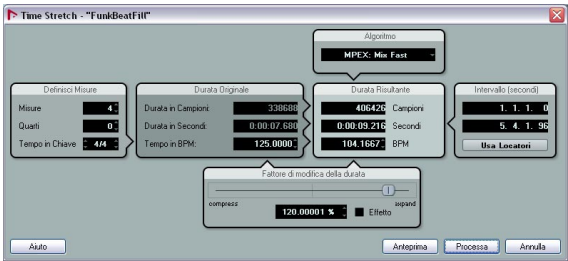 Time Stretch - "FunkBeatFill"
Algoritmo
MPEX: Mix Fast
Definisci Misure
Misure 4
Quarti 0
Tempo in Chiave 4/4
Durata Originale
Durata in Campioni: 338688
Durata in Secondi: 0:00:07.680
Tempo in BPM: 125.0000
Durata Risultante
406426 Campioni
0:00:09.216 Secondi
104.1667 BPM
Intervallo (secondi)
1. 1. 1. 0
5. 4. 1. 96
Usa Locatori
Fattore di modifica della durata
compress expand
120.00001 % Effetto
Aiuto Anteprima Processa Annulla